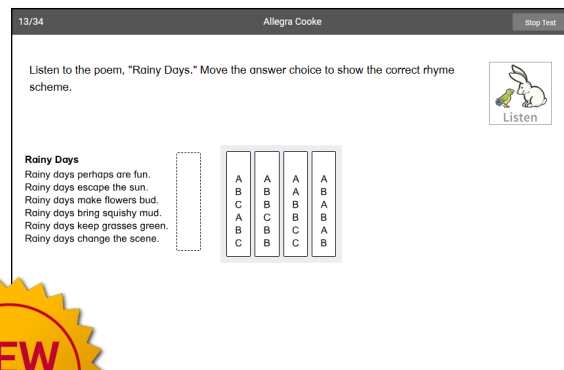 13/34
Allegra Cooke
Stop Test
Listen to the poem, "Rainy Days." Move the answer choice to show the correct rhyme
scheme.
Listen
Rainy Days
Rainy days perhaps are fun.
Rainy days escape the sun.
Rainy days make flowers bud.
Rainy days bring squishy mud.
Rainy days keep grasses green.
Rainy days change the scene.
A A A A
B B A B
C B B A
A C B B
B B C A
C B C B